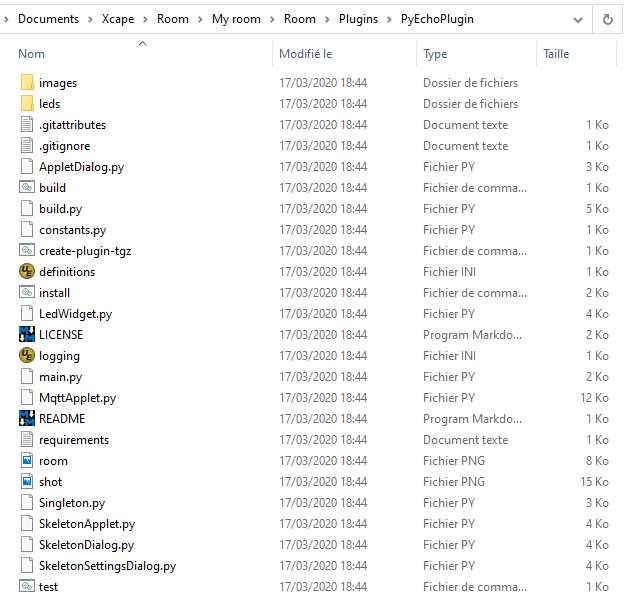 Documents > Xcape > Room > My room > Room > Plugins > PyEchoPlugin
Nom Modifié le Type Taille
images 17/03/2020 18:44 Dossier de fichiers
leds 17/03/2020 18:44 Dossier de fichiers
.gitattributes 17/03/2020 18:44 Document texte 1 Ko
.gitignore 17/03/2020 18:44 Document texte 1 Ko
AppletDialog.py 17/03/2020 18:44 Fichier PY 3 Ko
build 17/03/2020 18:44 Fichier de comma... 1 Ko
build.py 17/03/2020 18:44 Fichier PY 5 Ko
constants.py 17/03/2020 18:44 Fichier PY 1 Ko
create-plugin-tgz 17/03/2020 18:44 Fichier de comma... 1 Ko
definitions 17/03/2020 18:44 Fichier INI 1 Ko
install 17/03/2020 18:44 Fichier de comma... 2 Ko
LedWidget.py 17/03/2020 18:44 Fichier PY 4 Ko
LICENSE 17/03/2020 18:44 Program Markdo... 2 Ko
logging 17/03/2020 18:44 Fichier INI 1 Ko
main.py 17/03/2020 18:44 Fichier PY 2 Ko
MqttApplet.py 17/03/2020 18:44 Fichier PY 12 Ko
README 17/03/2020 18:44 Program Markdo... 1 Ko
requirements 17/03/2020 18:44 Document texte 1 Ko
room 17/03/2020 18:44 Fichier PNG 8 Ko
shot 17/03/2020 18:44 Fichier PNG 15 Ko
Singleton.py 17/03/2020 18:44 Fichier PY 3 Ko
SkeletonApplet.py 17/03/2020 18:44 Fichier PY 4 Ko
SkeletonDialog.py 17/03/2020 18:44 Fichier PY 4 Ko
SkeletonSettingsDialog.py 17/03/2020 18:44 Fichier PY 4 Ko
test 17/03/2020 18:44 Fichier de comma... 1 Ko